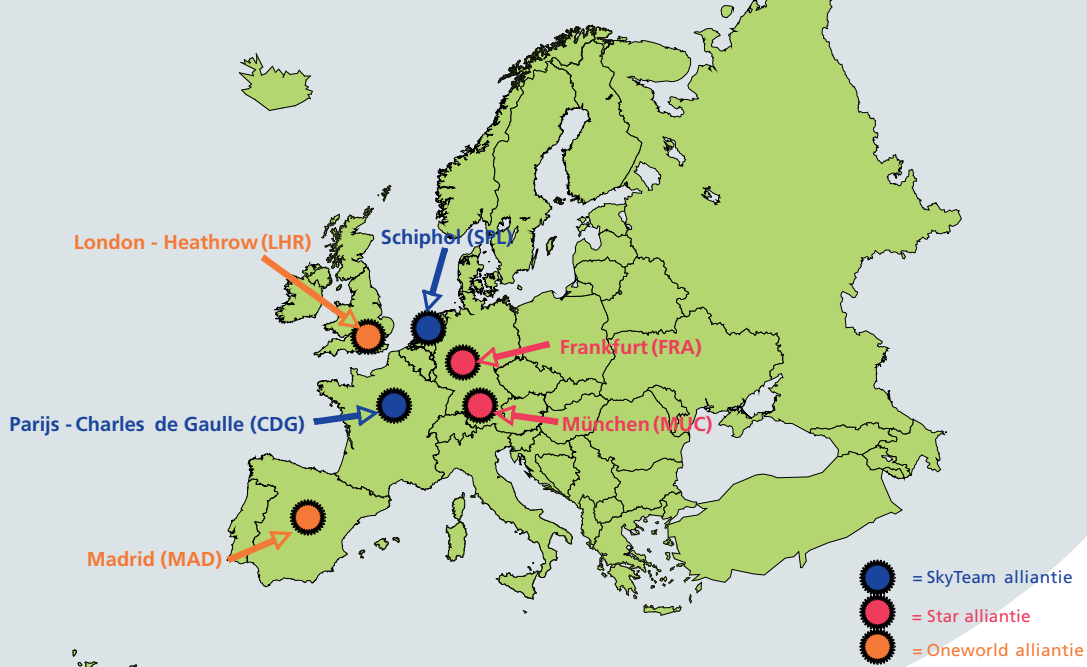 London - Heathrow (LHR)
Schiphol (SPL)
Frankfurt (FRA)
Parijs - Charles de Gaulle (CDG)
München (MUC)
Madrid (MAD)
= SkyTeam alliantie
= Star alliantie
= Oneworld alliantie